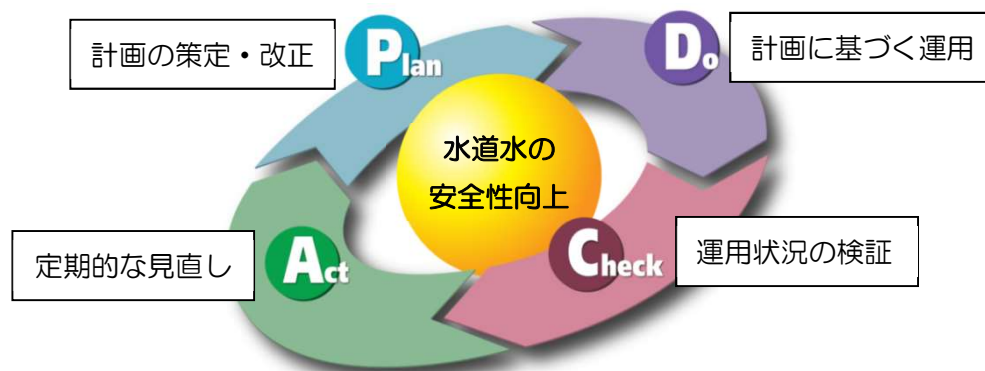 計画の策定・改正
Plan
Do
計画に基づく運用
水道水の
安全性向上
定期的な見直し
Act
Check
運用状況の検証